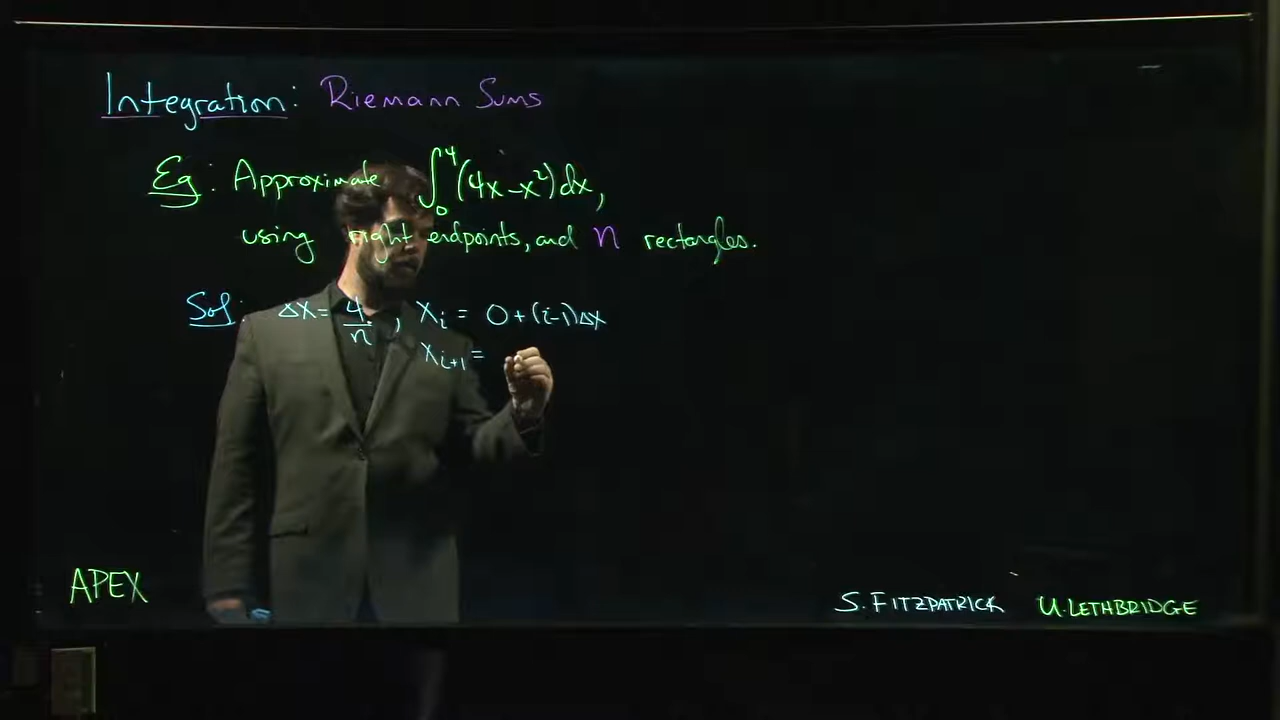 Integration: Riemann Sums
Eg: Approximate ∫₀⁴ (4x-x²) dx,
using right endpoints, and n rectangles.
Sol: Δx = 4/n, xᵢ = 0+(i-1)Δx
xᵢ₊₁ =
APEX
S. FITZPATRICK U. LETHBRIDGE